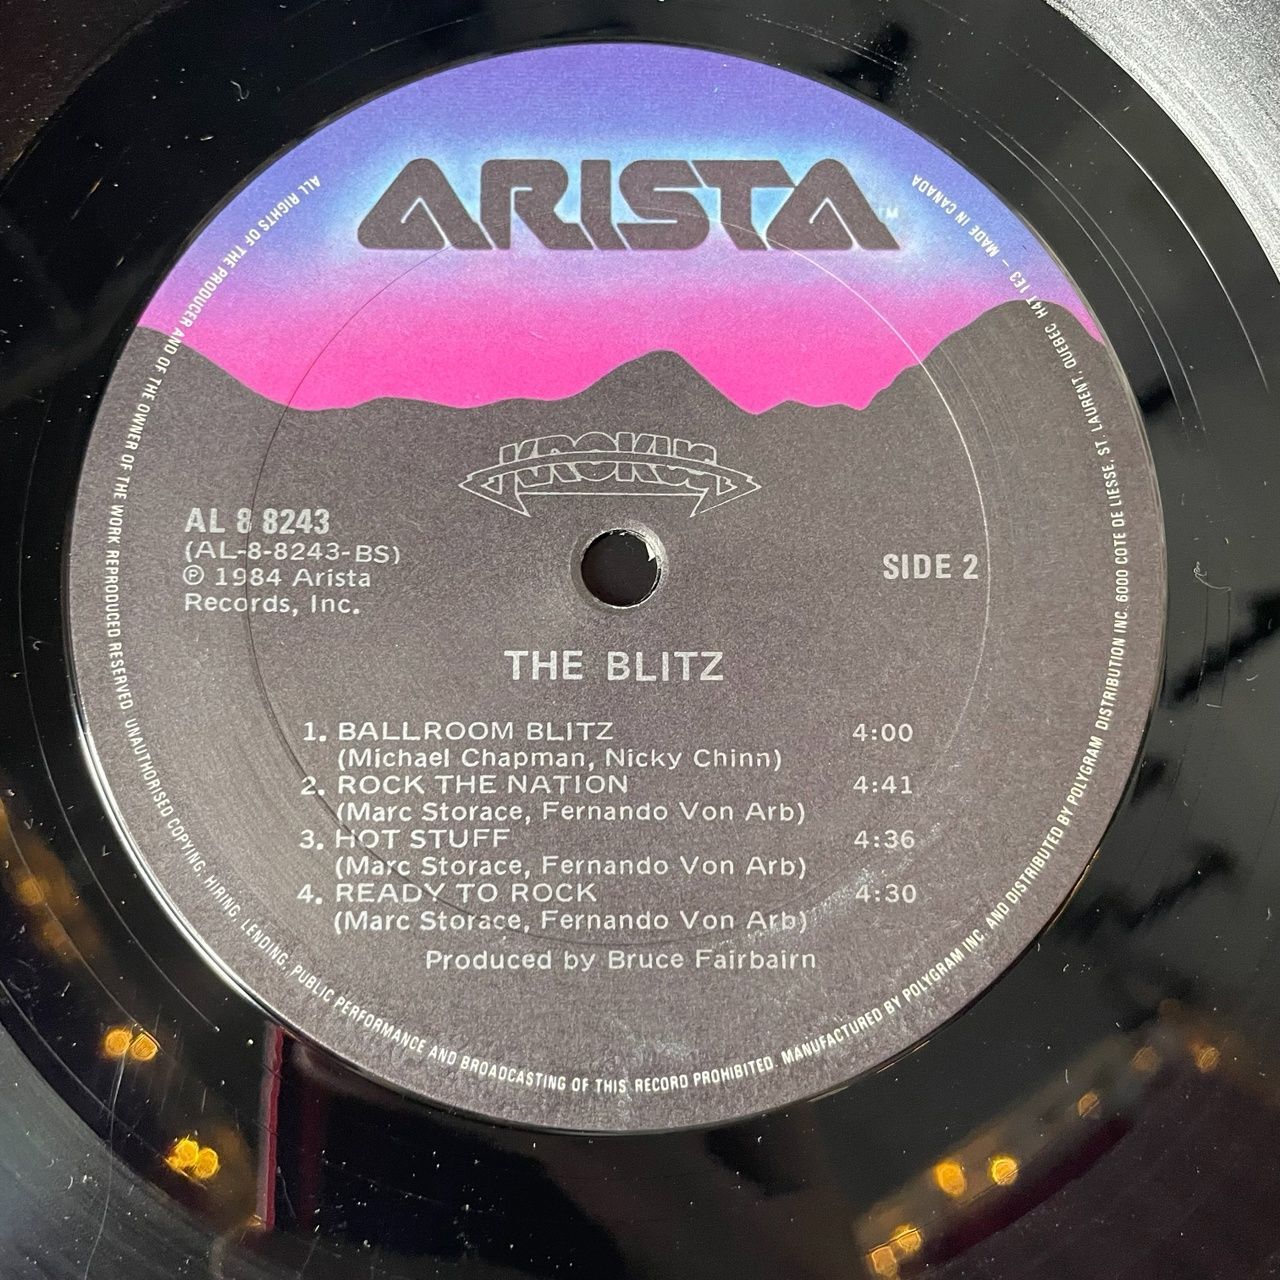 ARISTA™
KROKUS
AL 8 8243
(AL-8-8243-BS)
℗ 1984 Arista
Records, Inc.
SIDE 2
THE BLITZ
1. BALLROOM BLITZ 4:00
(Michael Chapman, Nicky Chinn)
2. ROCK THE NATION 4:41
(Marc Storace, Fernando Von Arb)
3. HOT STUFF 4:36
(Marc Storace, Fernando Von Arb)
4. READY TO ROCK 4:30
(Marc Storace, Fernando Von Arb)
Produced by Bruce Fairbairn
ALL RIGHTS OF THE PRODUCER AND OF THE OWNER OF THE WORK REPRODUCED RESERVED. UNAUTHORISED COPYING, HIRING, LENDING, PUBLIC PERFORMANCE AND BROADCASTING OF THIS RECORD PROHIBITED. MANUFACTURED BY POLYGRAM INC. AND DISTRIBUTED BY POLYGRAM DISTRIBUTION INC. 6000 COTE DE LIESSE, ST. LAURENT, QUEBEC H4T 1E3 – MADE IN CANADA